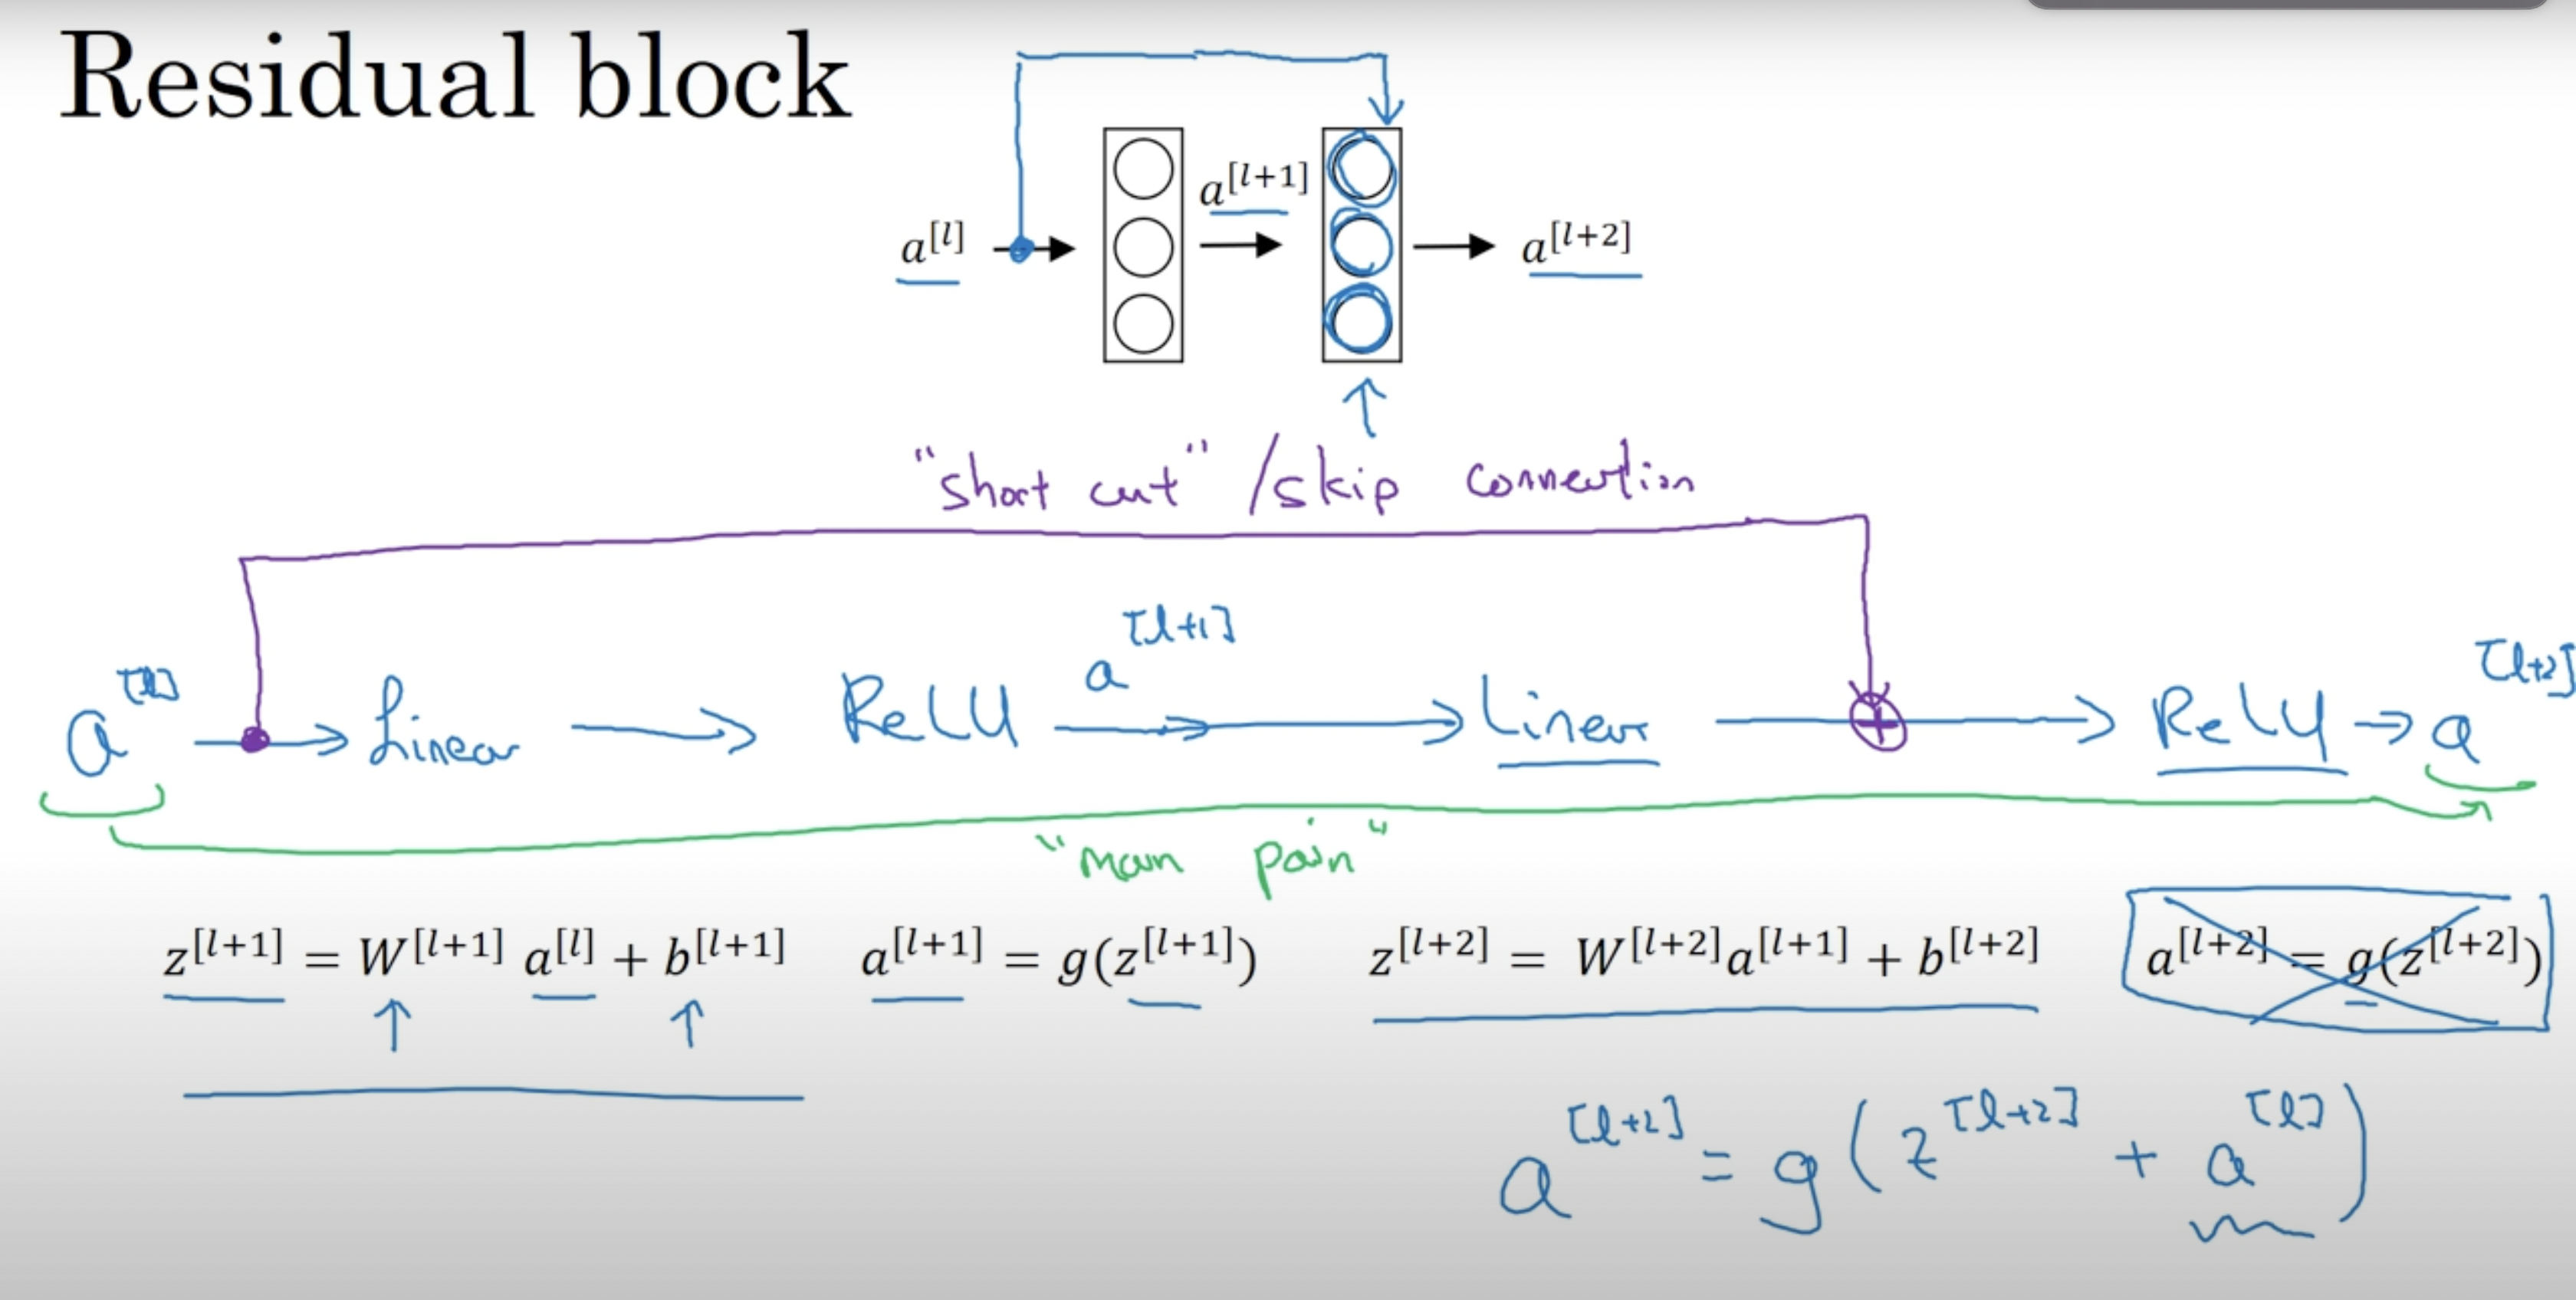 Residual block
a^[l] a^[l+1] a^[l+2]
"short cut" /skip connection
a^[l] → Linear → ReLU a^[l+1] → Linear → ReLU → a^[l+2]
"main pain"
z^[l+1] = W^[l+1] a^[l] + b^[l+1] a^[l+1] = g(z^[l+1]) z^[l+2] = W^[l+2] a^[l+1] + b^[l+2] a^[l+2] = g(z^[l+2])
a^[l+2] = g(z^[l+2] + a^[l])